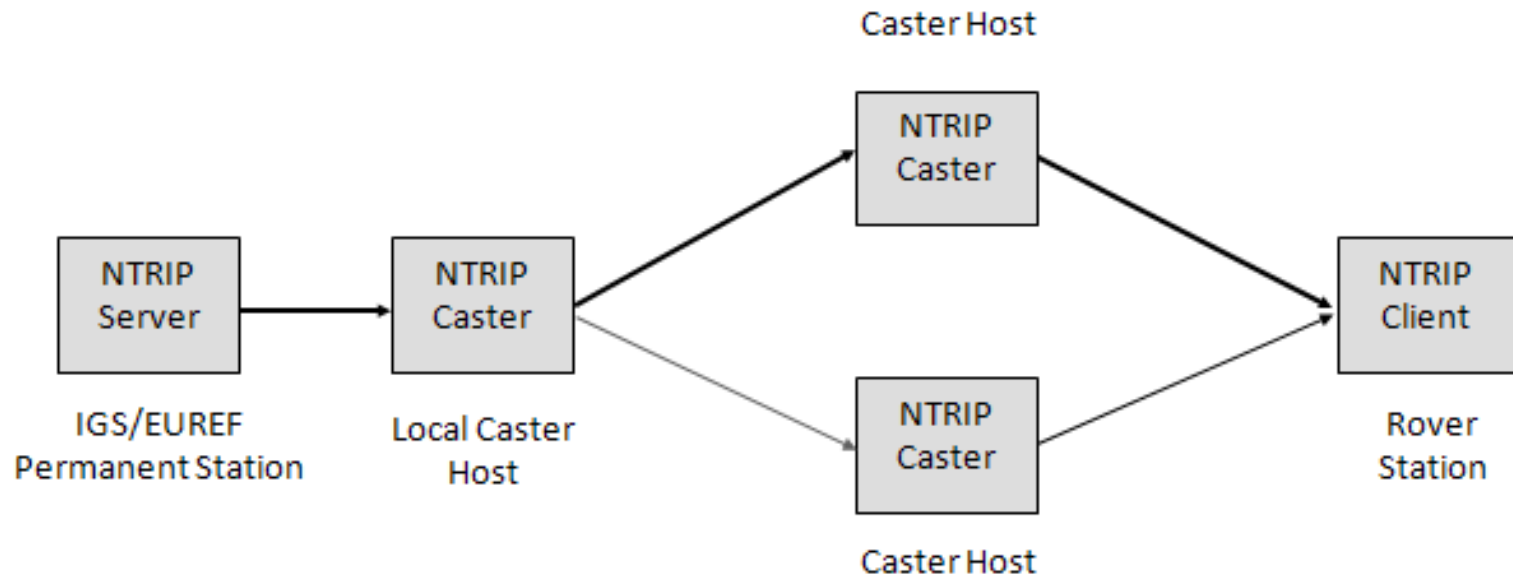 Caster Host
NTRIP
Caster
NTRIP
Server
NTRIP
Caster
NTRIP
Client
IGS/EUREF
Permanent Station
Local Caster
Host
NTRIP
Caster
Rover
Station
Caster Host